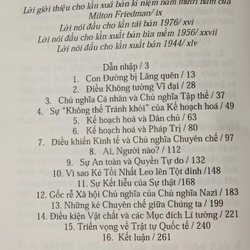 Lời giới thiệu cho lần xuất bản kỉ niệm năm mươi năm của
Milton Friedman/ ix
Lời nói đầu cho lần tái bản 1976/ xvi
Lời nói đầu cho lần xuất bản bìa mềm 1956/ xxvii
Lời nói đầu cho lần xuất bản 1944/ xlv
Dẫn nhập / 3
1. Con Đường bị Lãng quên / 13
2. Điều Không tưởng Vĩ đại / 28
3. Chủ nghĩa Cá nhân và Chủ nghĩa Tập thể / 37
4. Sự "Không thể Tránh khỏi" của Kế hoạch hoá / 49
5. Kế hoạch hoá và Dân chủ / 63
6. Kế hoạch hoá và Pháp trị / 80
7. Điều khiển Kinh tế và Chủ nghĩa Chuyên chế / 97
8. Ai, Người nào? / 112
9. Sự An toàn và Quyền Tự do / 132
10. Vì sao Kẻ Tồi Nhất Leo lên Tột đỉnh/ 148
11. Sự Kết liễu của Sự thật/ 168
12. Gốc rễ Xã hội Chủ nghĩa của Chủ nghĩa Nazi / 183
13. Những kẻ Chuyên chế giữa Chúng ta / 199
14. Điều kiện Vật chất và các Mục đích Lí tưởng / 221
15. Triển vọng về Trật tự Quốc tế / 240
16. Kết luận / 261